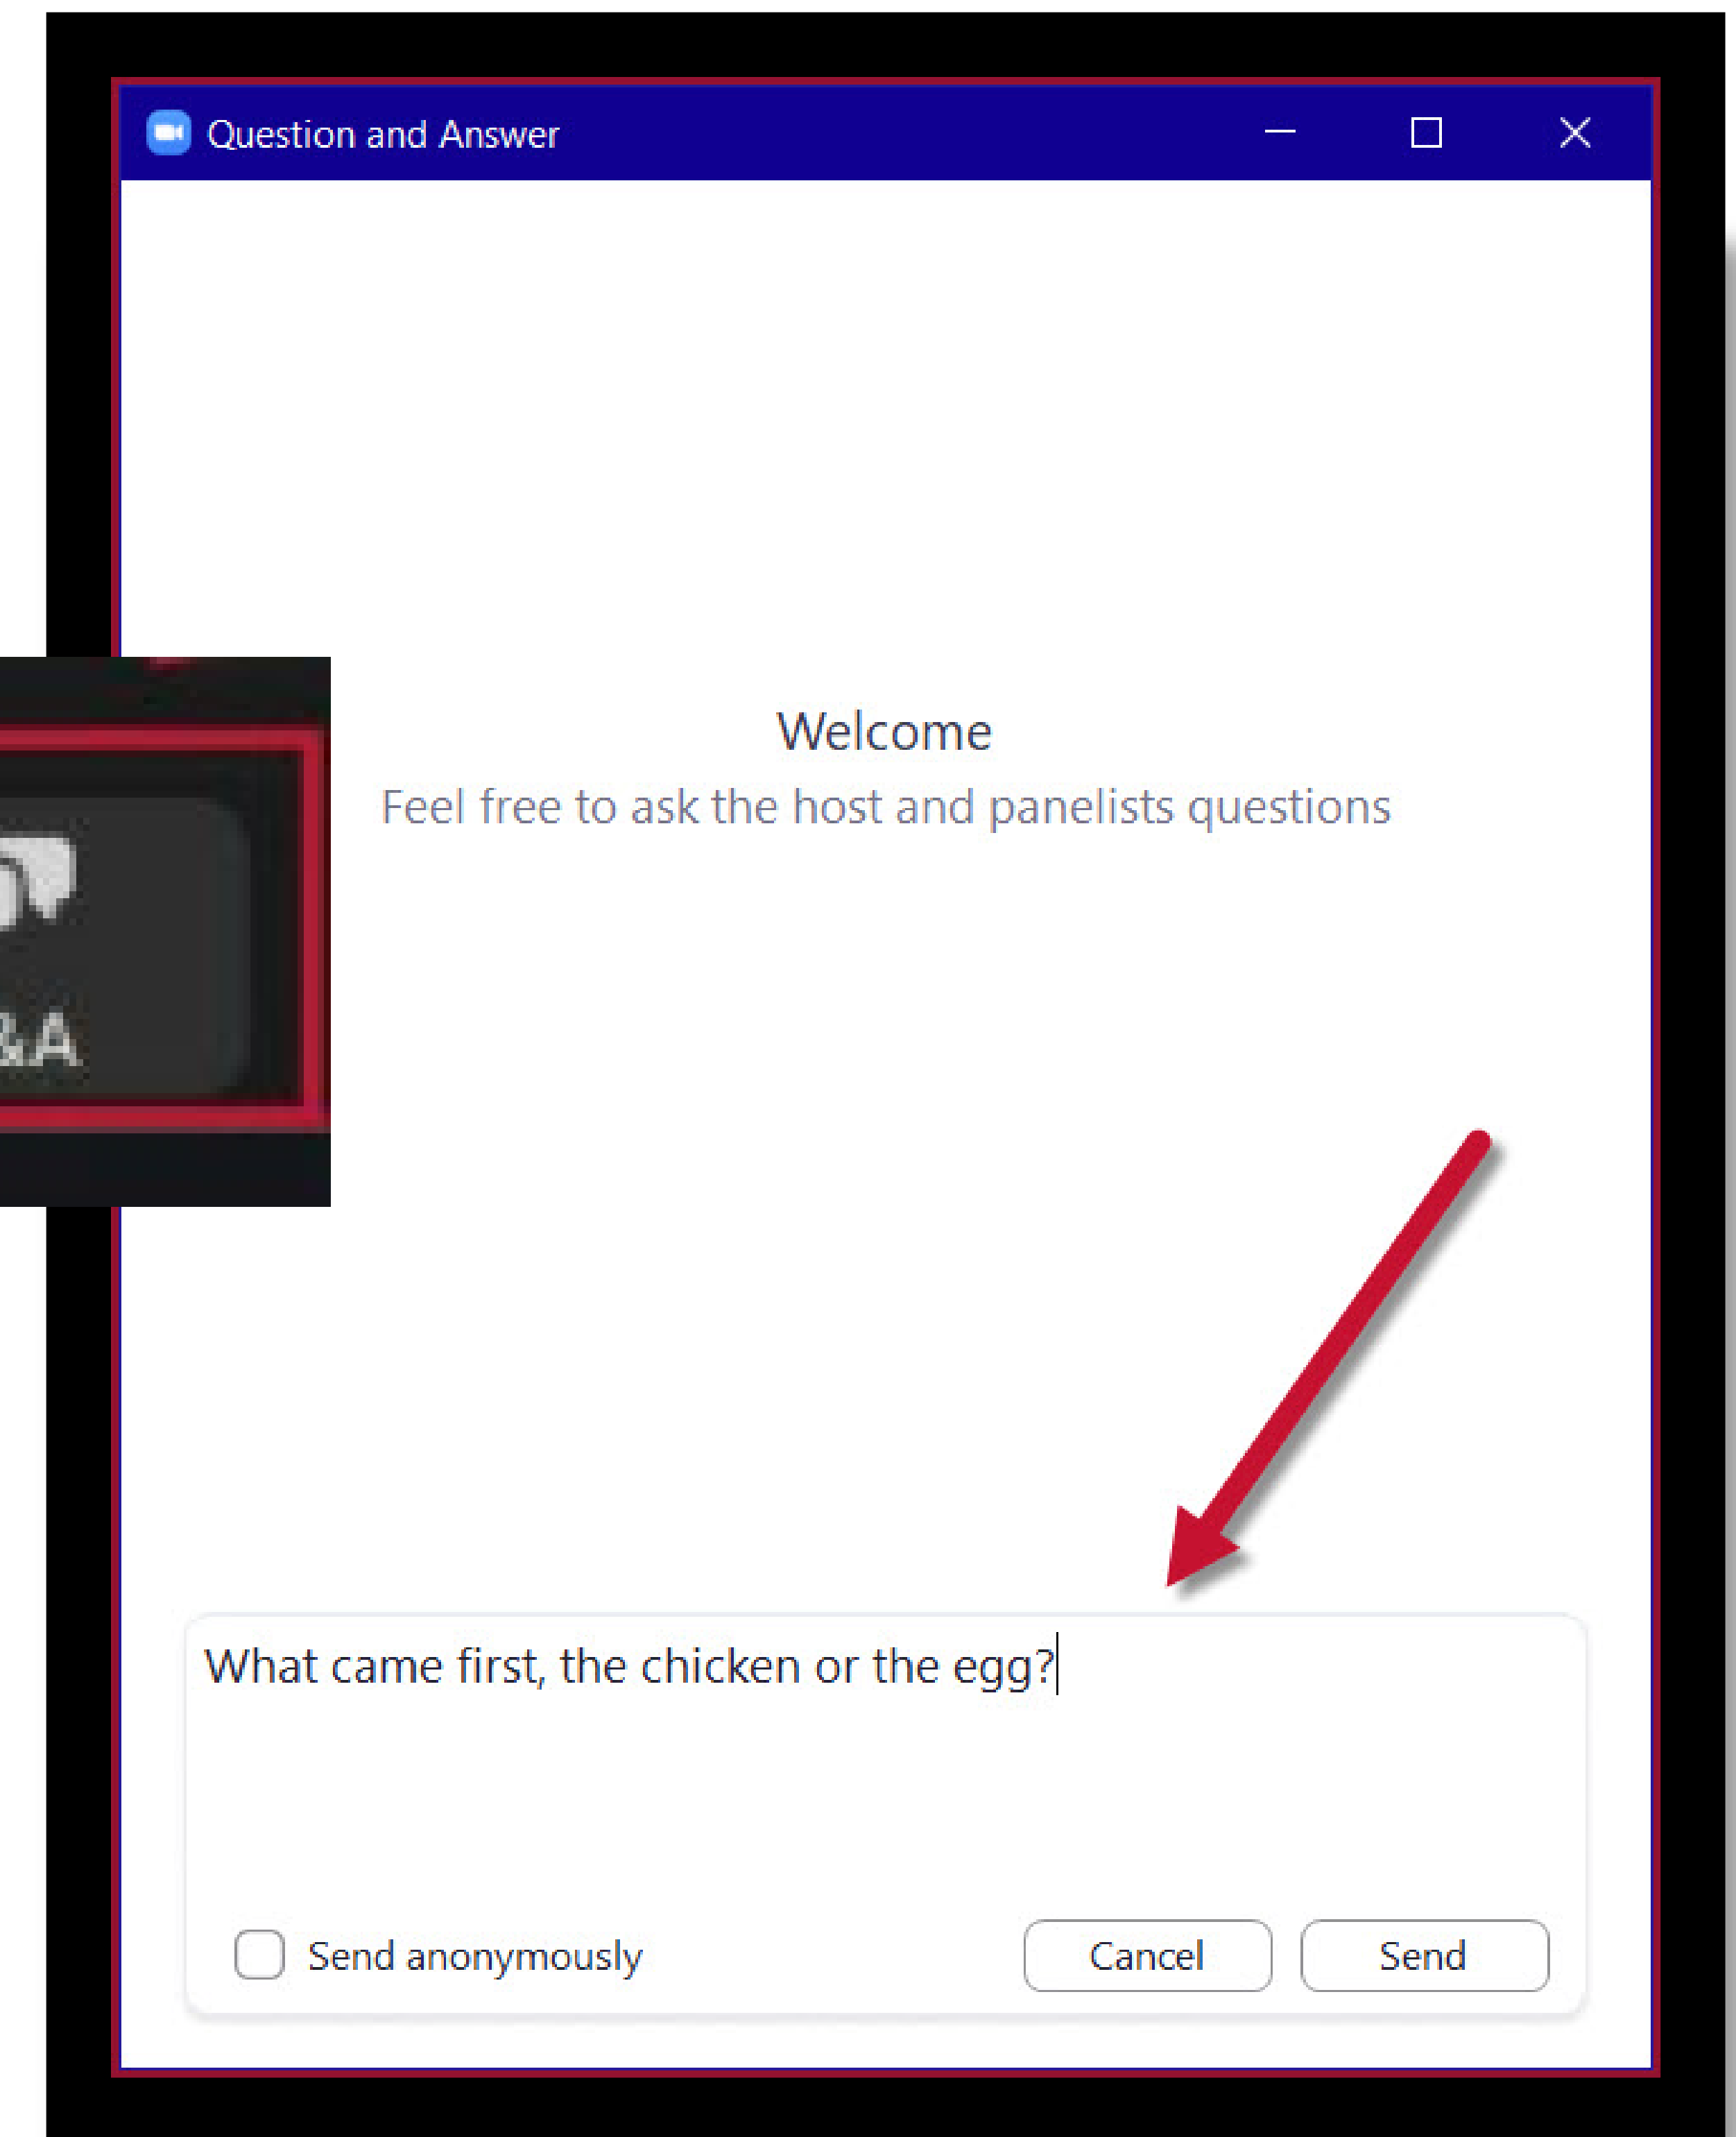 Question and Answer
Welcome
Feel free to ask the host and panelists questions
&A
What came first, the chicken or the egg?
Send anonymously
Cancel
Send